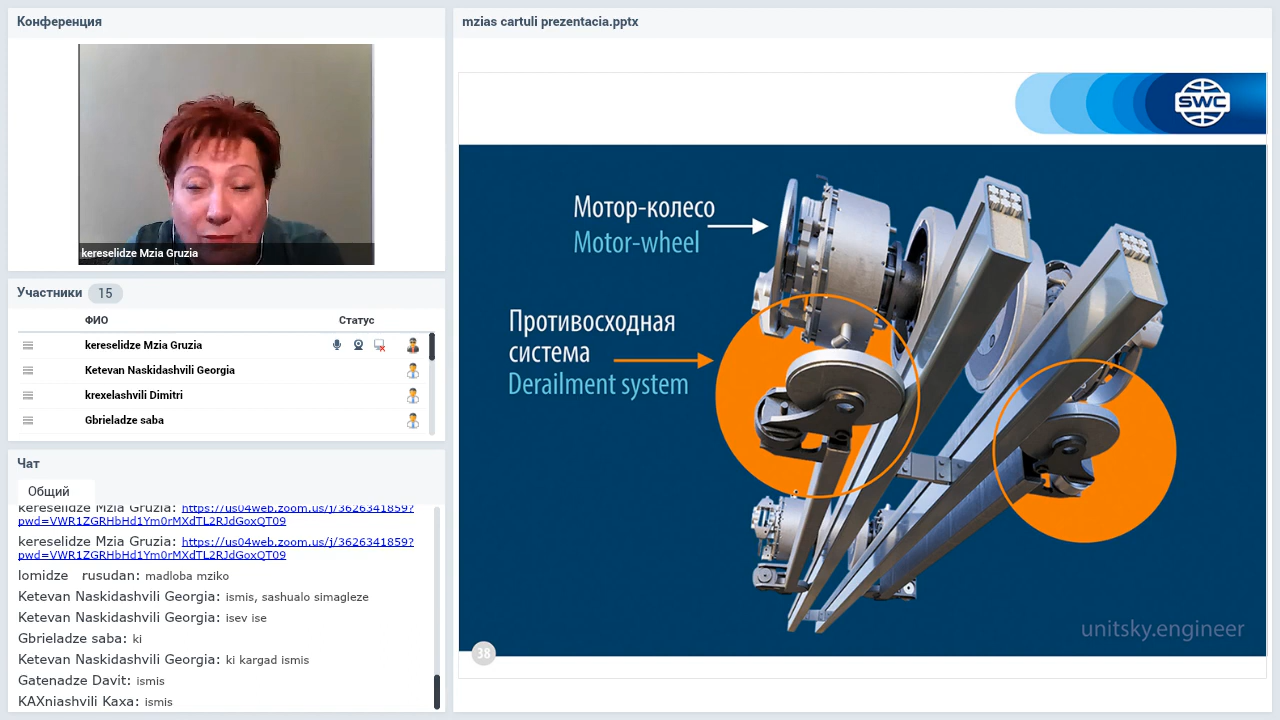 Конференция
kereselidze Mzia Gruzia
Участники 15
ФИО Статус
kereselidze Mzia Gruzia
Ketevan Naskidashvili Georgia
krexelashvili Dimitri
Gbrieladze saba
Чат
Общий
kereselidze Mzia Gruzia: https://us04web.zoom.us/j/3626341859?
pwd=VWR1ZGRHbHd1Ym0rMXdTL2RJdGoxQT09
kereselidze Mzia Gruzia: https://us04web.zoom.us/j/3626341859?
pwd=VWR1ZGRHbHd1Ym0rMXdTL2RJdGoxQT09
lomidze rusudan: madloba mziko
Ketevan Naskidashvili Georgia: ismis, sashualo simagleze
Ketevan Naskidashvili Georgia: isev ise
Gbrieladze saba: ki
Ketevan Naskidashvili Georgia: ki kargad ismis
Gatenadze Davit: ismis
KAXniashvili Kaxa: ismis
mzias cartuli prezentacia.pptx
SWC
Мотор-колесо
Motor-wheel
Противосходная
система
Derailment system
unitsky.engineer
38